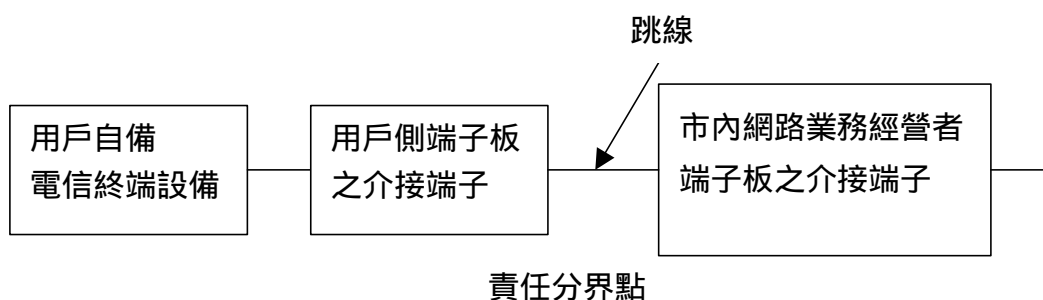 跳線
用戶自備
電信終端設備
用戶側端子板
之介接端子
市內網路業務經營者
端子板之介接端子
責任分界點